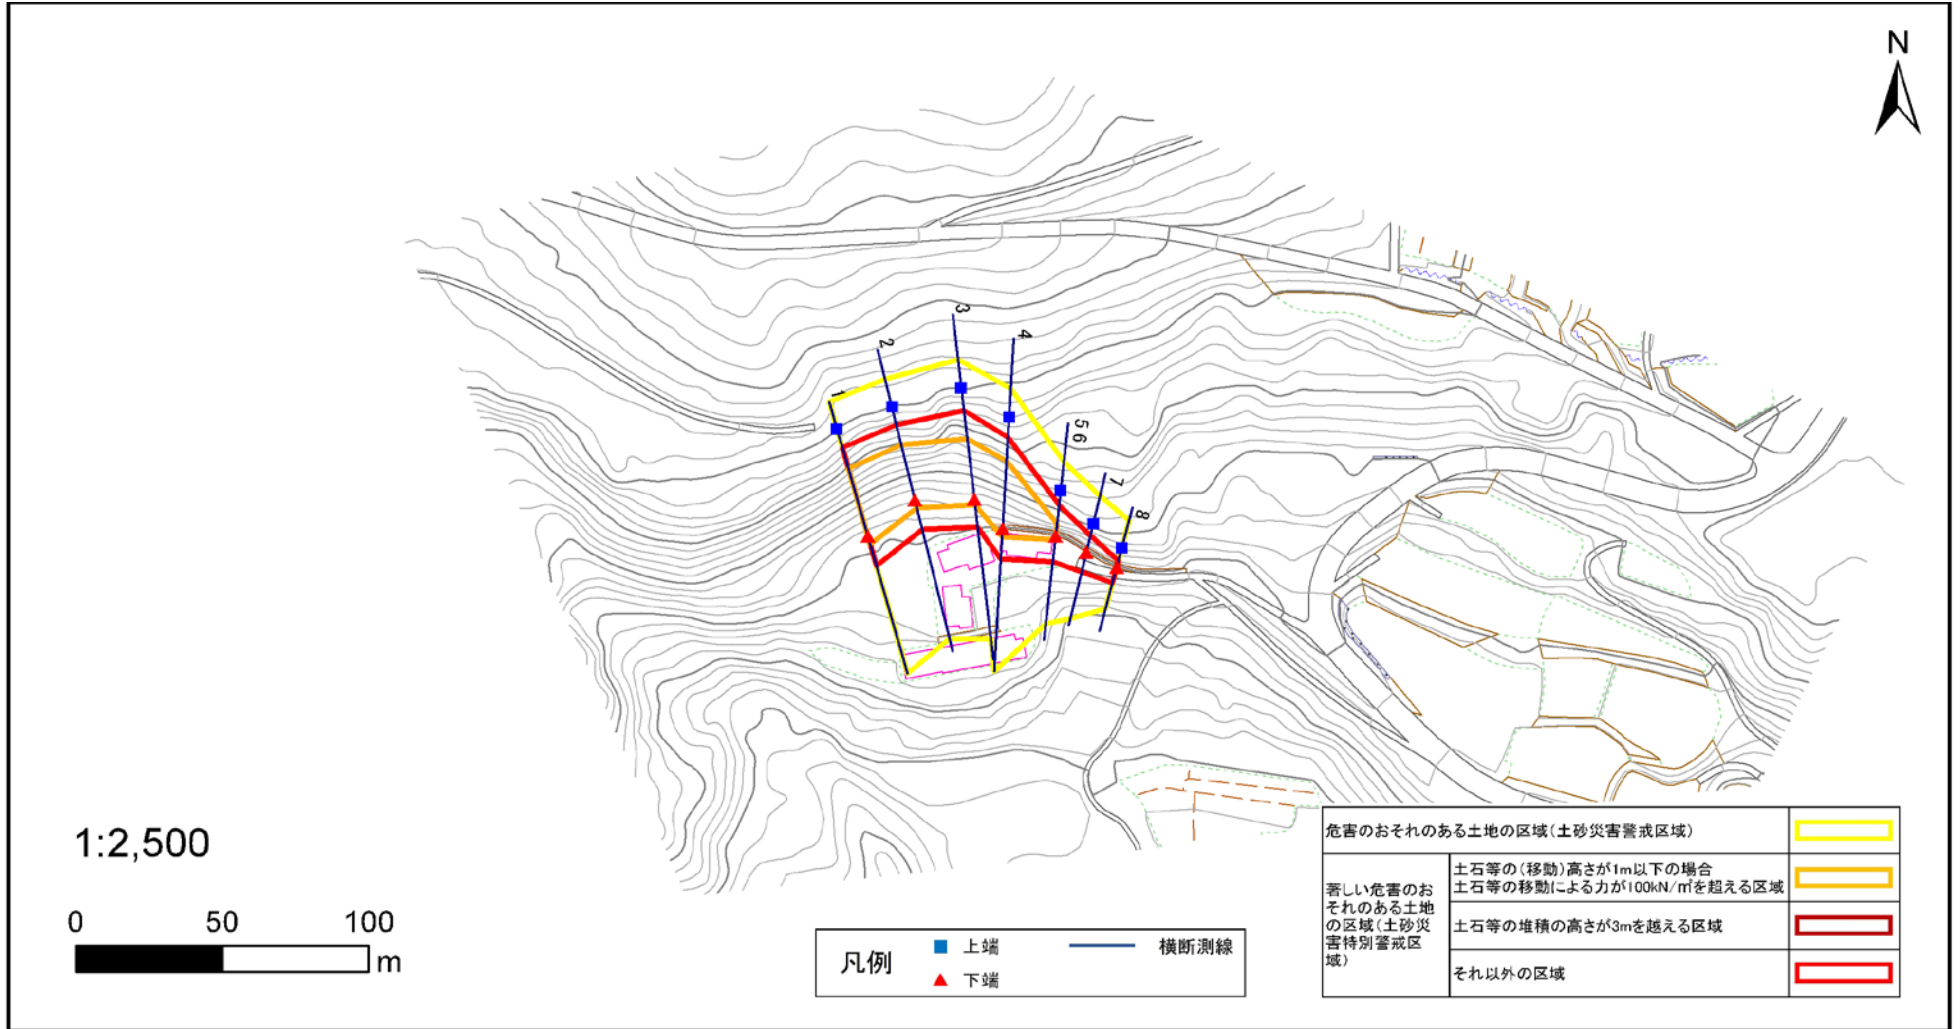 N
3
4
2
1
5
6
7
8
1:2,500
0 50 100
m
凡例
上端
横断測線
下端
危害のおそれのある土地の区域(土砂災害警戒区域)
著しい危害のお
それのある土地
の区域(土砂災
害特別警戒区
域)
土石等の(移動)高さが1m以下の場合
土石等の移動による力が100kN/㎡を超える区域
土石等の堆積の高さが3mを越える区域
それ以外の区域